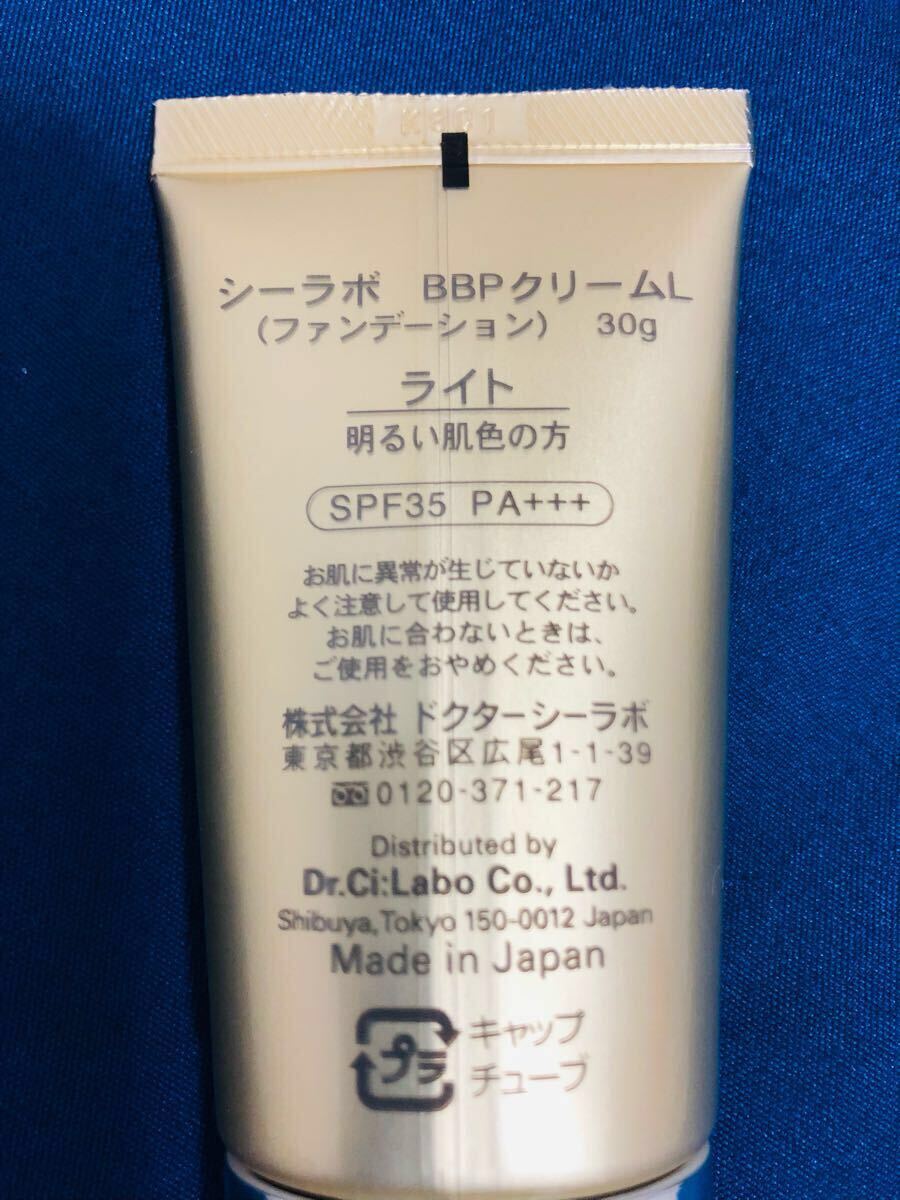 シーラボ BBPクリームL
(ファンデーション) 30g
ライト
明るい肌色の方
SPF35 PA+++
お肌に異常が生じていないか
よく注意して使用してください。
お肌に合わないときは、
ご使用をおやめください。
株式会社 ドクターシーラボ
東京都渋谷区広尾1-1-39
0120-371-217
Distributed by
Dr.Ci:Labo Co., Ltd.
Shibuya,Tokyo 150-0012 Japan
Made in Japan
プラ キャップ
チューブ